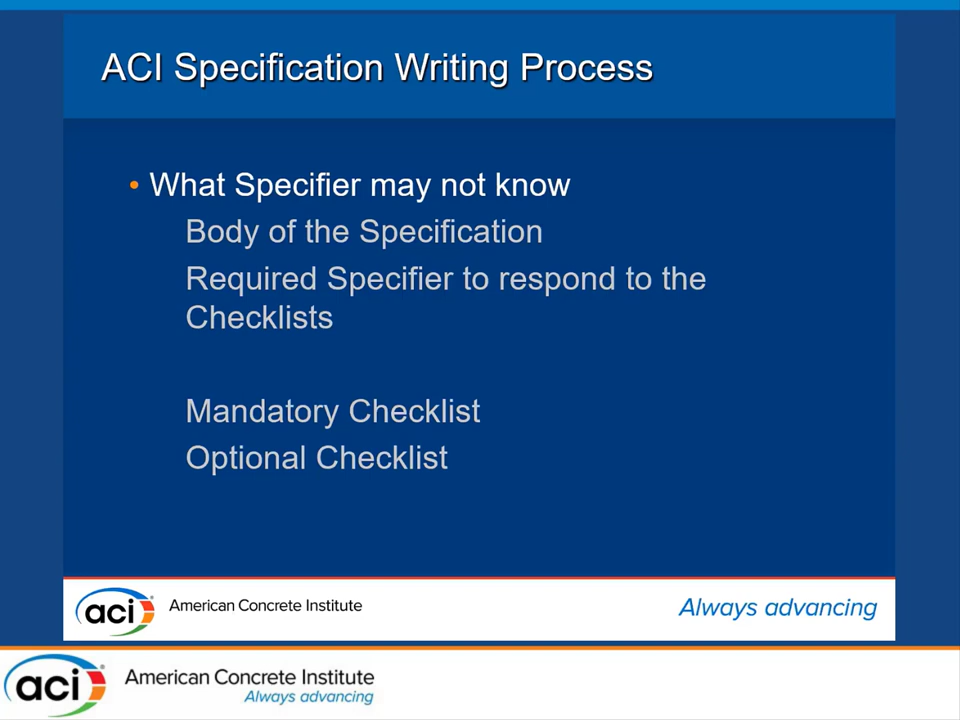 ACI Specification Writing Process
• What Specifier may not know
Body of the Specification
Required Specifier to respond to the
Checklists
Mandatory Checklist
Optional Checklist
aci American Concrete Institute
Always advancing
aci American Concrete Institute
Always advancing